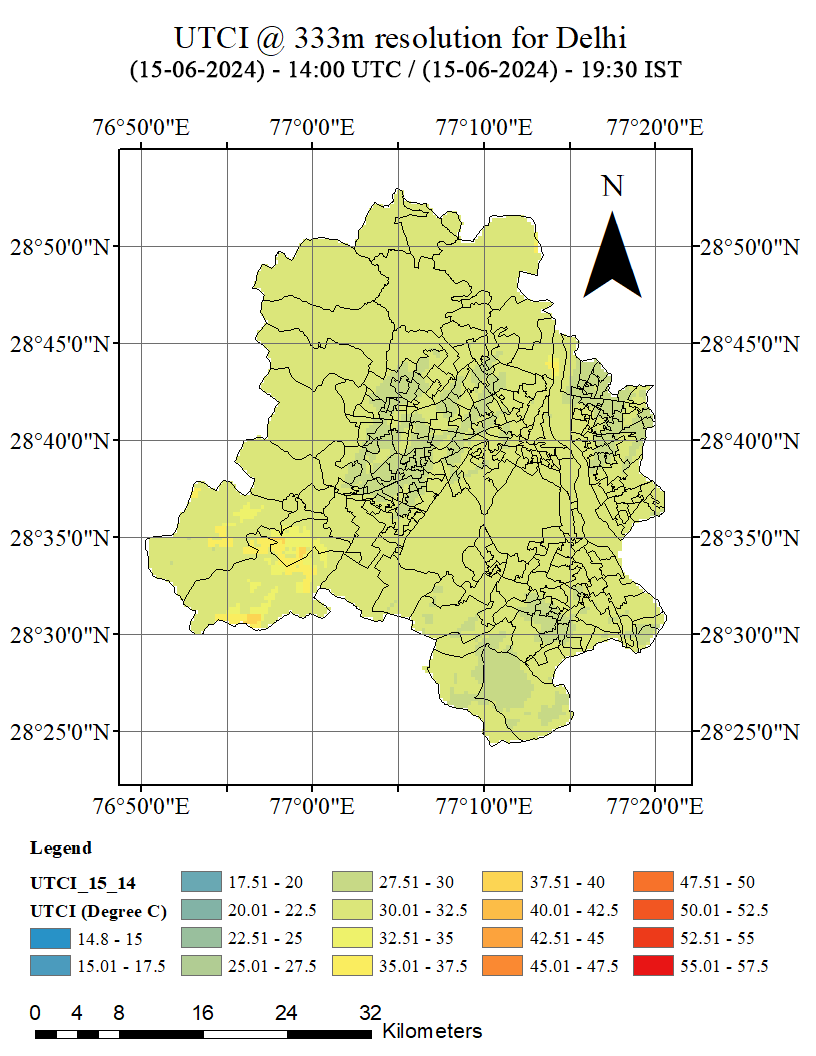 UTCI @ 333m resolution for Delhi
(15-06-2024) - 14:00 UTC / (15-06-2024) - 19:30 IST
76°50'0"E 77°0'0"E 77°10'0"E 77°20'0"E
N
28°50'0"N 28°50'0"N
28°45'0"N 28°45'0"N
28°40'0"N 28°40'0"N
28°35'0"N 28°35'0"N
28°30'0"N 28°30'0"N
28°25'0"N 28°25'0"N
76°50'0"E 77°0'0"E 77°10'0"E 77°20'0"E
Legend
UTCI_15_14 17.51 - 20 27.51 - 30 37.51 - 40 47.51 - 50
UTCI (Degree C) 20.01 - 22.5 30.01 - 32.5 40.01 - 42.5 50.01 - 52.5
14.8 - 15 22.51 - 25 32.51 - 35 42.51 - 45 52.51 - 55
15.01 - 17.5 25.01 - 27.5 35.01 - 37.5 45.01 - 47.5 55.01 - 57.5
0 4 8 16 24 32
Kilometers